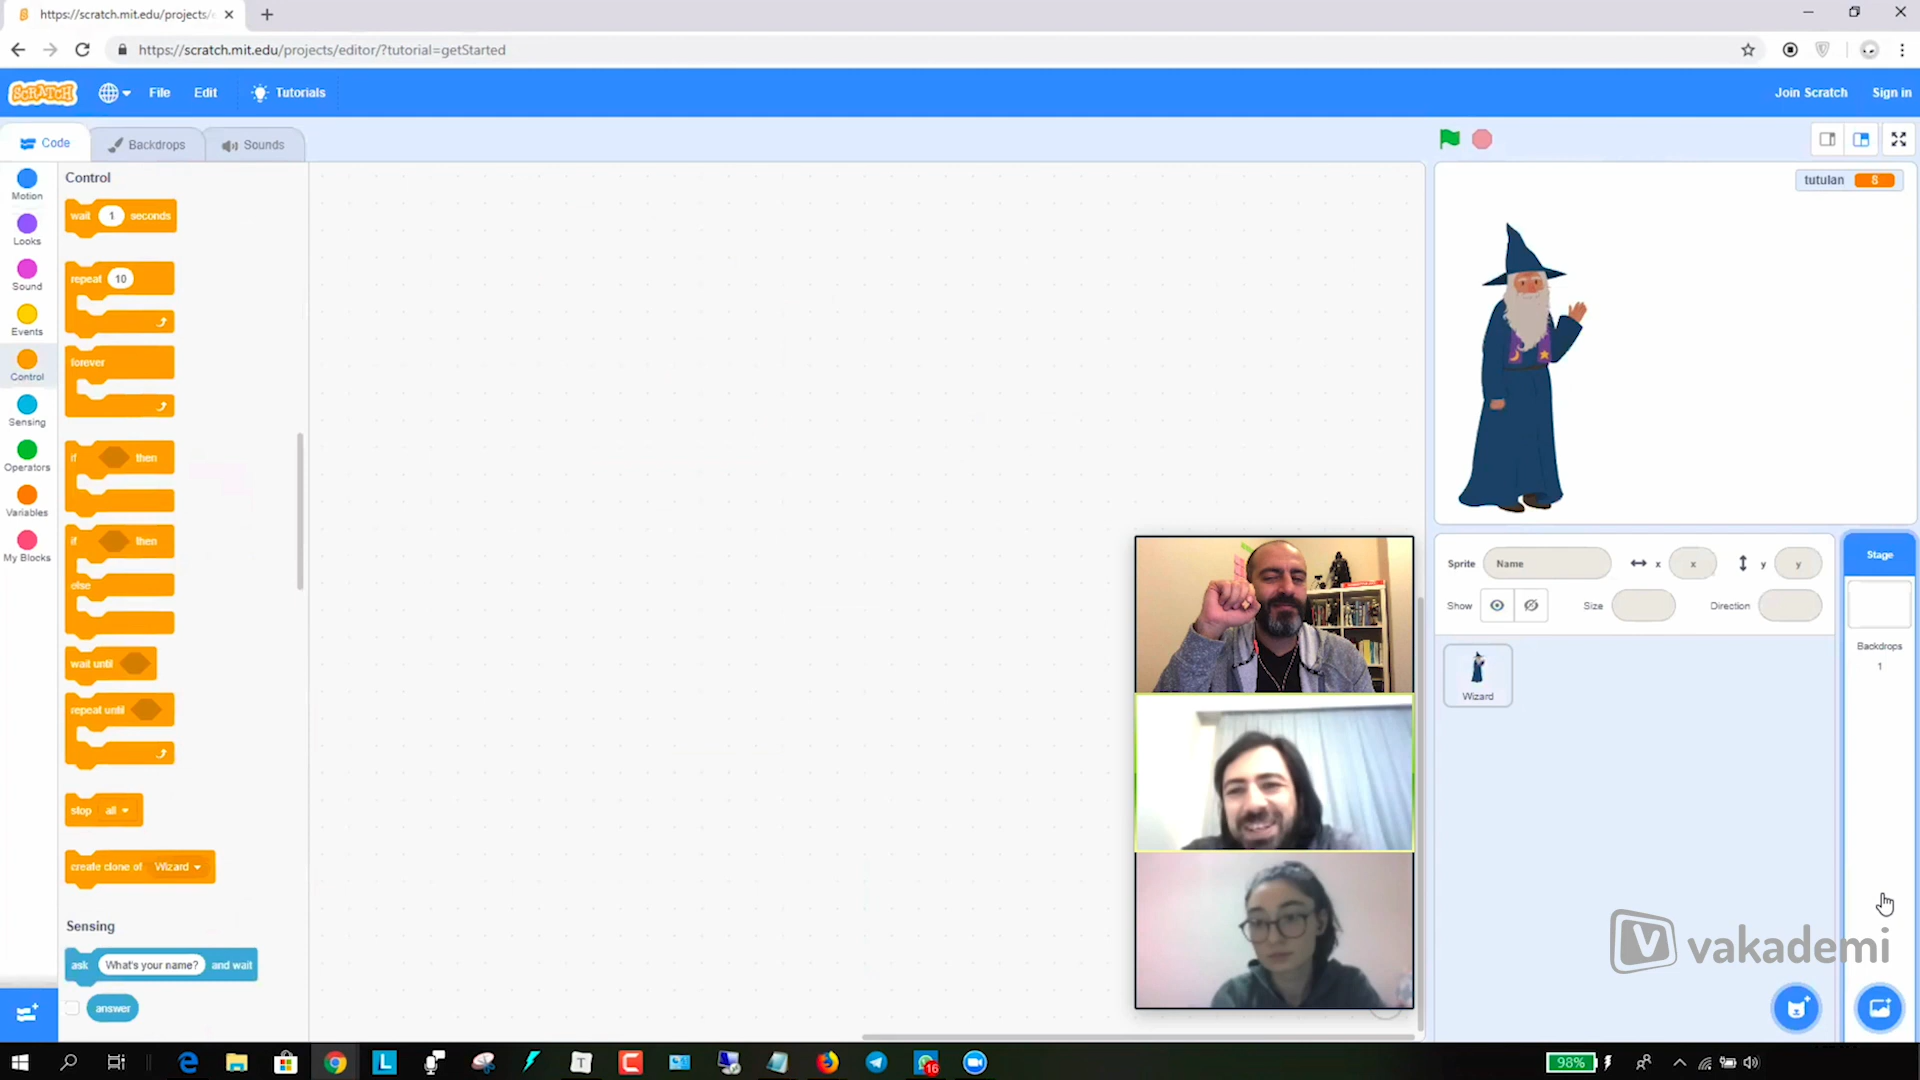 https://scratch.mit.edu/projects/
https://scratch.mit.edu/projects/editor/?tutorial=getStarted
SCRATCH
File
Edit
Tutorials
Join Scratch
Sign in
Code
Backdrops
Sounds
Motion
Looks
Sound
Events
Control
Sensing
Operators
Variables
My Blocks
Control
wait 1 seconds
repeat 10
forever
if then
if then
else
wait until
repeat until
stop all
create clone of Wizard
Sensing
ask What's your name? and wait
answer
tutulan 8
Sprite Name x x y y
Show Size Direction
Wizard
Stage
Backdrops
1
vakademi
98%
16